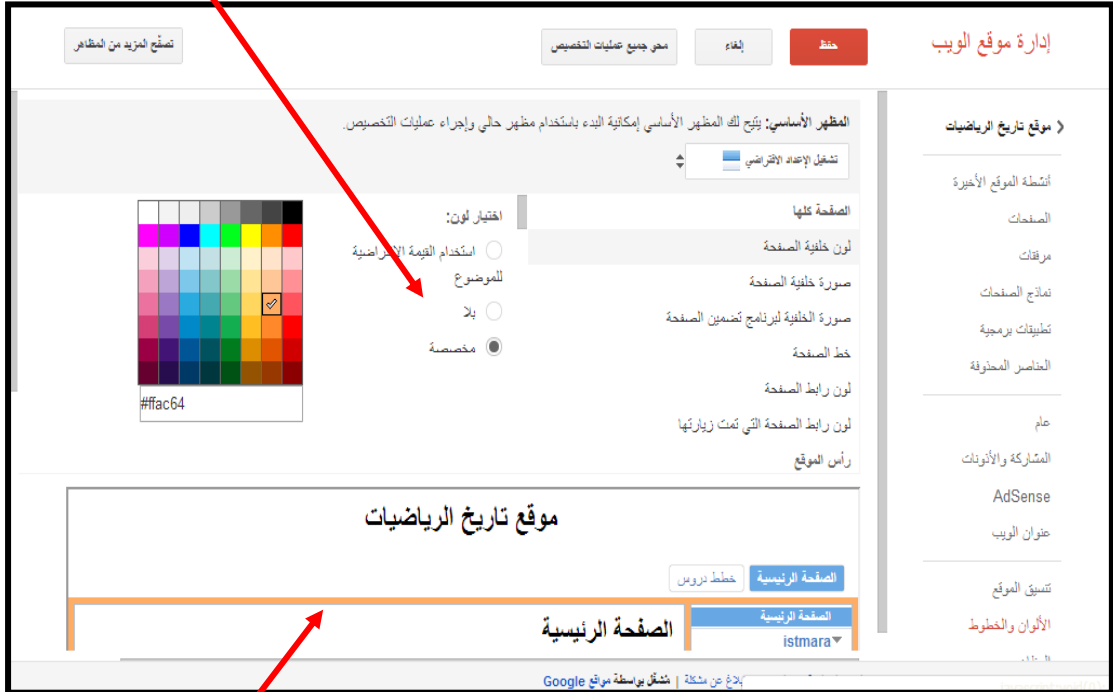 إدارة موقع الويب
حفظ
إلغاء
محو جميع عمليات التخصيص
تصفّح المزيد من المظاهر
موقع تاريخ الرياضيات
أنشطة الموقع الأخيرة
الصفحات
مرفقات
نماذج الصفحات
تطبيقات برمجية
العناصر المحذوفة
عام
المشاركة والأذونات
AdSense
عنوان الويب
تنسيق الموقع
الألوان والخطوط
المظهر الأساسي: يتيح لك المظهر الأساسي إمكانية البدء باستخدام مظهر حالي وإجراء عمليات التخصيص.
تشغيل الإعداد الافتراضي
الصفحة كلها
لون خلفية الصفحة
صورة خلفية الصفحة
صورة الخلفية لبرنامج تضمين الصفحة
خط الصفحة
لون رابط الصفحة
لون رابط الصفحة التي تمت زيارتها
رأس الموقع
اختيار لون:
استخدام القيمة الافتراضية
للموضوع
بلا
مخصصة
#ffac64
موقع تاريخ الرياضيات
الصفحة الرئيسية
خطط دروس
الصفحة الرئيسية
istmara
الصفحة الرئيسية
عن مشكلة | مُشغَّل بواسطة مواقع Google